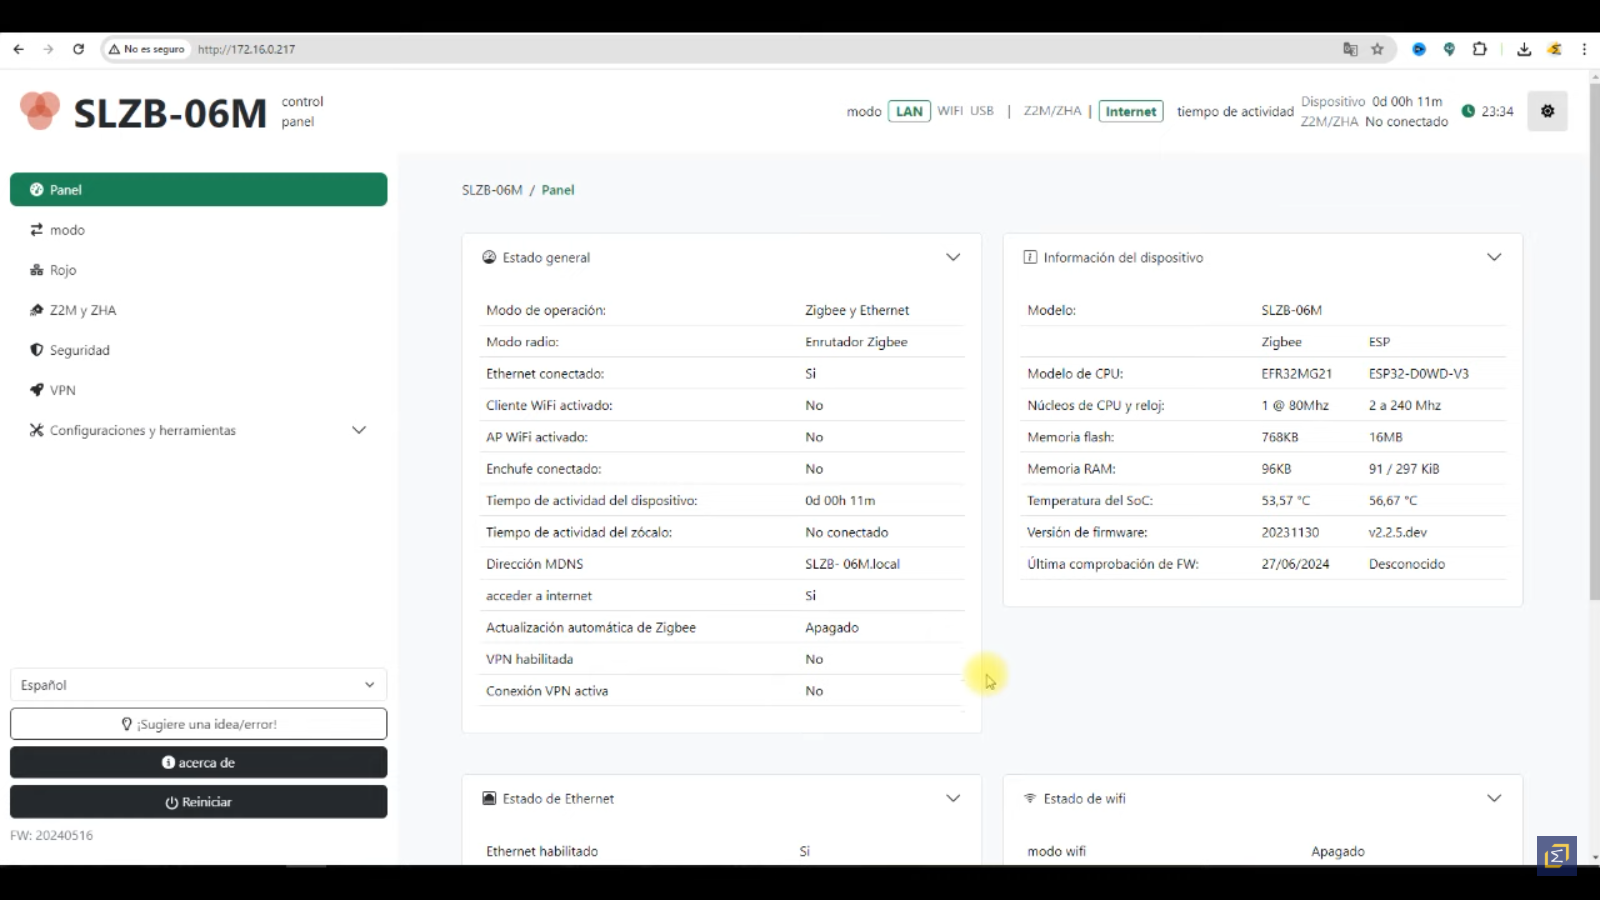 No es seguro http://172.16.0.217
SLZB-06M control panel
modo LAN WIFI USB | Z2M/ZHA | Internet tiempo de actividad Dispositivo 0d 00h 11m
Z2M/ZHA No conectado
23:34
Panel
modo
Rojo
Z2M y ZHA
Seguridad
VPN
Configuraciones y herramientas
Español
¡Sugiere una idea/error!
acerca de
Reiniciar
FW: 20240516
SLZB-06M / Panel
Estado general
Modo de operación: Zigbee y Ethernet
Modo radio: Enrutador Zigbee
Ethernet conectado: Si
Cliente WiFi activado: No
AP WiFi activado: No
Enchufe conectado: No
Tiempo de actividad del dispositivo: 0d 00h 11m
Tiempo de actividad del zócalo: No conectado
Dirección MDNS SLZB- 06M.local
acceder a internet Si
Actualización automática de Zigbee Apagado
VPN habilitada No
Conexión VPN activa No
Información del dispositivo
Modelo: SLZB-06M
Zigbee ESP
Modelo de CPU: EFR32MG21 ESP32-D0WD-V3
Núcleos de CPU y reloj: 1 @ 80Mhz 2 a 240 Mhz
Memoria flash: 768KB 16MB
Memoria RAM: 96KB 91 / 297 KiB
Temperatura del SoC: 53,57 °C 56,67 °C
Versión de firmware: 20231130 v2.2.5.dev
Última comprobación de FW: 27/06/2024 Desconocido
Estado de Ethernet
Ethernet habilitado Si
Estado de wifi
modo wifi Apagado